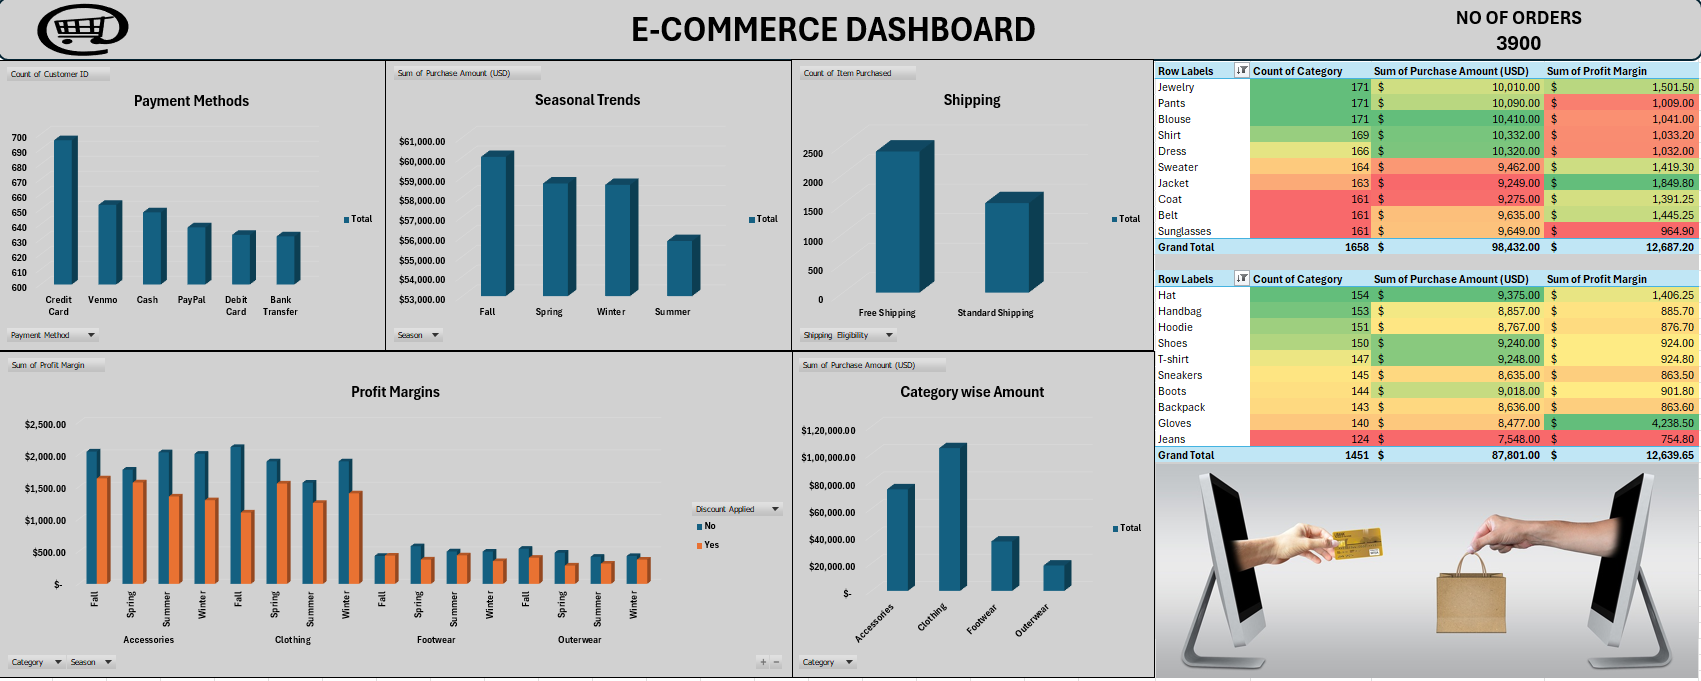 E-COMMERCE DASHBOARD
NO OF ORDERS
3900
Count of Customer ID
Payment Methods
700
690
680
670
660
650
640
630
620
610
600
Credit Card
Venmo
Cash
PayPal
Debit Card
Bank Transfer
Total
Payment Method
Sum of Purchase Amount (USD)
Seasonal Trends
$61,000.00
$60,000.00
$59,000.00
$58,000.00
$57,000.00
$56,000.00
$55,000.00
$54,000.00
$53,000.00
Fall
Spring
Winter
Summer
Total
Season
Count of Item Purchased
Shipping
2500
2000
1500
1000
500
0
Free Shipping
Standard Shipping
Total
Shipping Eligibility
Row Labels Count of Category Sum of Purchase Amount (USD) Sum of Profit Margin
Jewelry 171 $ 10,010.00 $ 1,501.50
Pants 171 $ 10,090.00 $ 1,009.00
Blouse 171 $ 10,410.00 $ 1,041.00
Shirt 169 $ 10,332.00 $ 1,033.20
Dress 166 $ 10,320.00 $ 1,032.00
Sweater 164 $ 9,462.00 $ 1,419.30
Jacket 163 $ 9,249.00 $ 1,849.80
Coat 161 $ 9,275.00 $ 1,391.25
Belt 161 $ 9,635.00 $ 1,445.25
Sunglasses 161 $ 9,649.00 $ 964.90
Grand Total 1658 $ 98,432.00 $ 12,687.20
Row Labels Count of Category Sum of Purchase Amount (USD) Sum of Profit Margin
Hat 154 $ 9,375.00 $ 1,406.25
Handbag 153 $ 8,857.00 $ 885.70
Hoodie 151 $ 8,767.00 $ 876.70
Shoes 150 $ 9,240.00 $ 924.00
T-shirt 147 $ 9,248.00 $ 924.80
Sneakers 145 $ 8,635.00 $ 863.50
Boots 144 $ 9,018.00 $ 901.80
Backpack 143 $ 8,636.00 $ 863.60
Gloves 140 $ 8,477.00 $ 4,238.50
Jeans 124 $ 7,548.00 $ 754.80
Grand Total 1451 $ 87,801.00 $ 12,639.65
Sum of Profit Margin
Profit Margins
$2,500.00
$2,000.00
$1,500.00
$1,000.00
$500.00
$-
Fall Spring Summer Winter Fall Spring Summer Winter Fall Spring Summer Winter Fall Spring Summer Winter
Accessories Clothing Footwear Outerwear
Discount Applied
No
Yes
Category Season
Sum of Purchase Amount (USD)
Category wise Amount
$1,20,000.00
$1,00,000.00
$80,000.00
$60,000.00
$40,000.00
$20,000.00
$-
Accessories
Clothing
Footwear
Outerwear
Total
Category